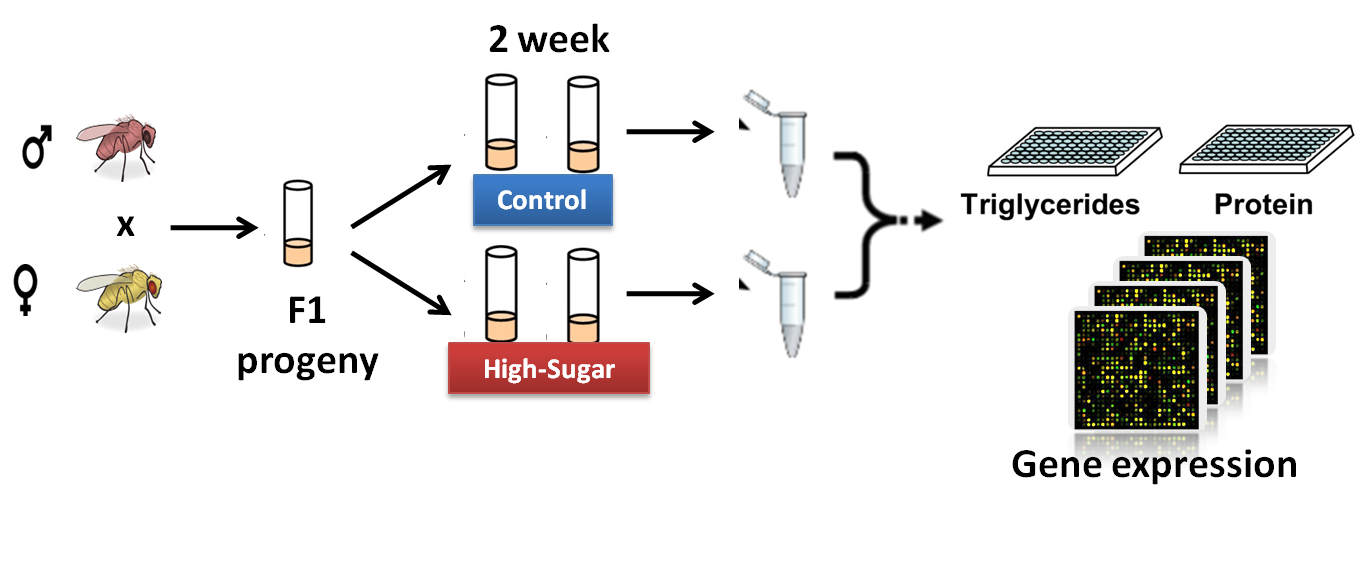 2 week
♂
x
♀
F1
progeny
Control
High-Sugar
Triglycerides
Protein
Gene expression